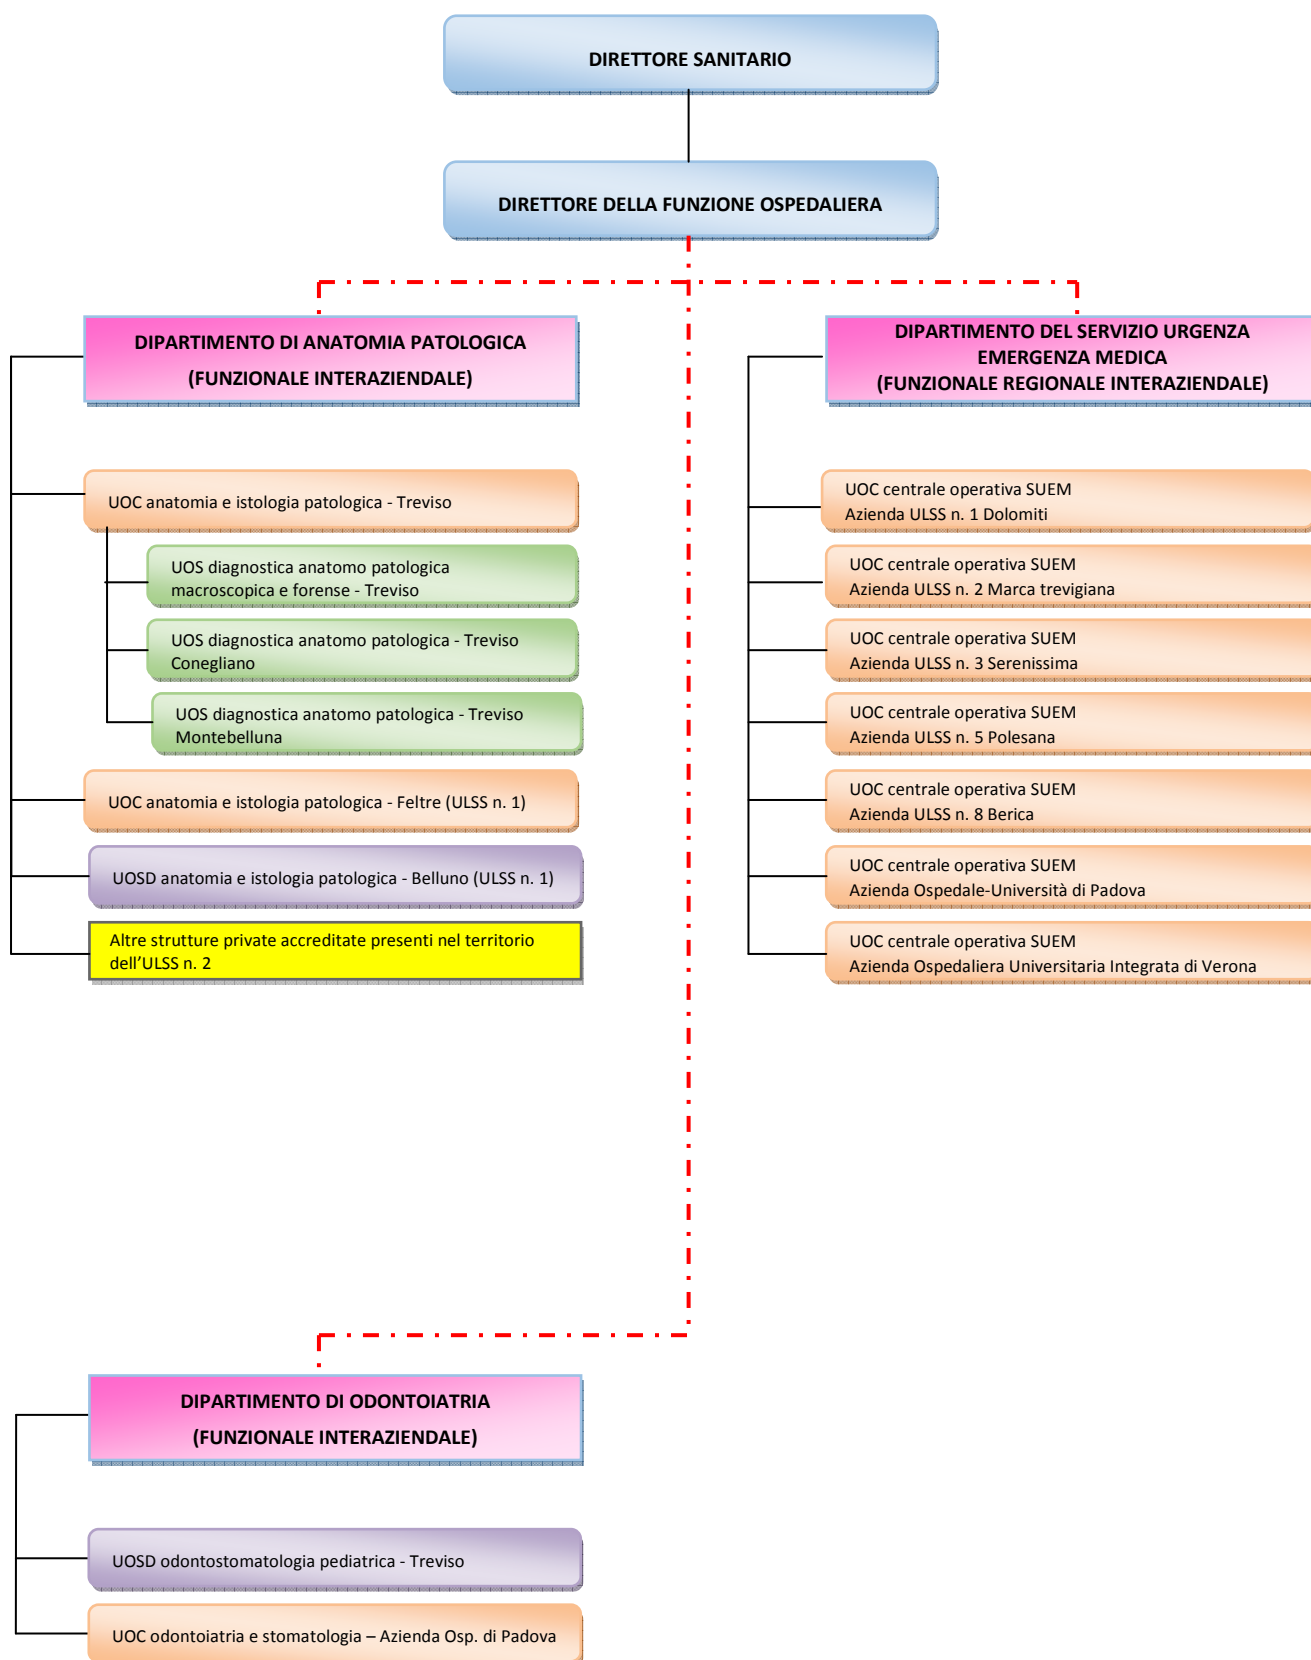 DIRETTORE SANITARIO
DIRETTORE DELLA FUNZIONE OSPEDALIERA
DIPARTIMENTO DI ANATOMIA PATOLOGICA
(FUNZIONALE INTERAZIENDALE)
UOC anatomia e istologia patologica - Treviso
UOS diagnostica anatomo patologica
macroscopica e forense - Treviso
UOS diagnostica anatomo patologica - Treviso
Conegliano
UOS diagnostica anatomo patologica - Treviso
Montebelluna
UOC anatomia e istologia patologica - Feltre (ULSS n. 1)
UOSD anatomia e istologia patologica - Belluno (ULSS n. 1)
Altre strutture private accreditate presenti nel territorio
dell’ULSS n. 2
DIPARTIMENTO DEL SERVIZIO URGENZA
EMERGENZA MEDICA
(FUNZIONALE REGIONALE INTERAZIENDALE)
UOC centrale operativa SUEM
Azienda ULSS n. 1 Dolomiti
UOC centrale operativa SUEM
Azienda ULSS n. 2 Marca trevigiana
UOC centrale operativa SUEM
Azienda ULSS n. 3 Serenissima
UOC centrale operativa SUEM
Azienda ULSS n. 5 Polesana
UOC centrale operativa SUEM
Azienda ULSS n. 8 Berica
UOC centrale operativa SUEM
Azienda Ospedale-Università di Padova
UOC centrale operativa SUEM
Azienda Ospedaliera Universitaria Integrata di Verona
DIPARTIMENTO DI ODONTOIATRIA
(FUNZIONALE INTERAZIENDALE)
UOSD odontostomatologia pediatrica - Treviso
UOC odontoiatria e stomatologia – Azienda Osp. di Padova